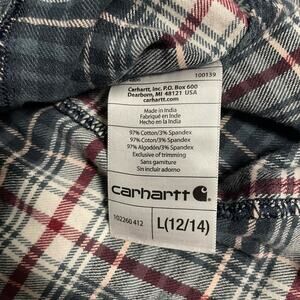 100139
Carhartt, Inc. P.O. Box 600
Dearborn, MI 48121 USA
carhartt.com
Made in India
Fabriqué en Inde
Hecho en la India
97% Cotton/3% Spandex
97% Coton/3% Spandex
97% Algodón/3% Spandex
Exclusive of trimming
Sans garniture
Sin incluir adorno
carhartt
102260 412
L(12/14)